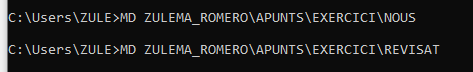 C:\Users\ZULE>MD ZULEMA_ROMERO\APUNTS\EXERCICI\NOUS
C:\Users\ZULE>MD ZULEMA_ROMERO\APUNTS\EXERCICI\REVISAT